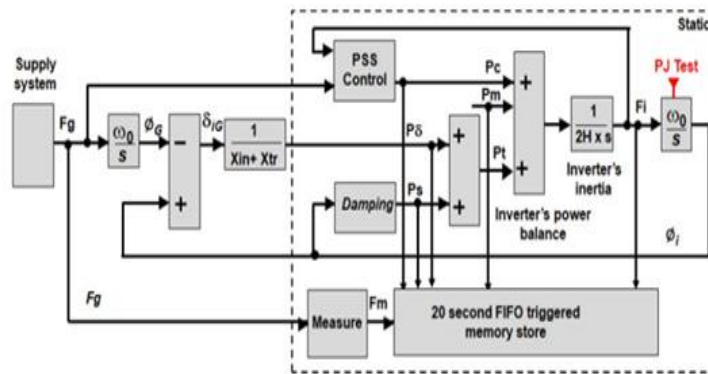 Static
Supply
system
PSS
Control
Pc
Pm
PJ Test
Fg
ω₀
s
ϕG
δiG
1
Xin+ Xtr
Pδ
Pt
1
2H x s
Fi
ω₀
s
Inverter's
inertia
Damping
Ps
Inverter's power
balance
ϕi
Fg
Measure
Fm
20 second FIFO triggered
memory store